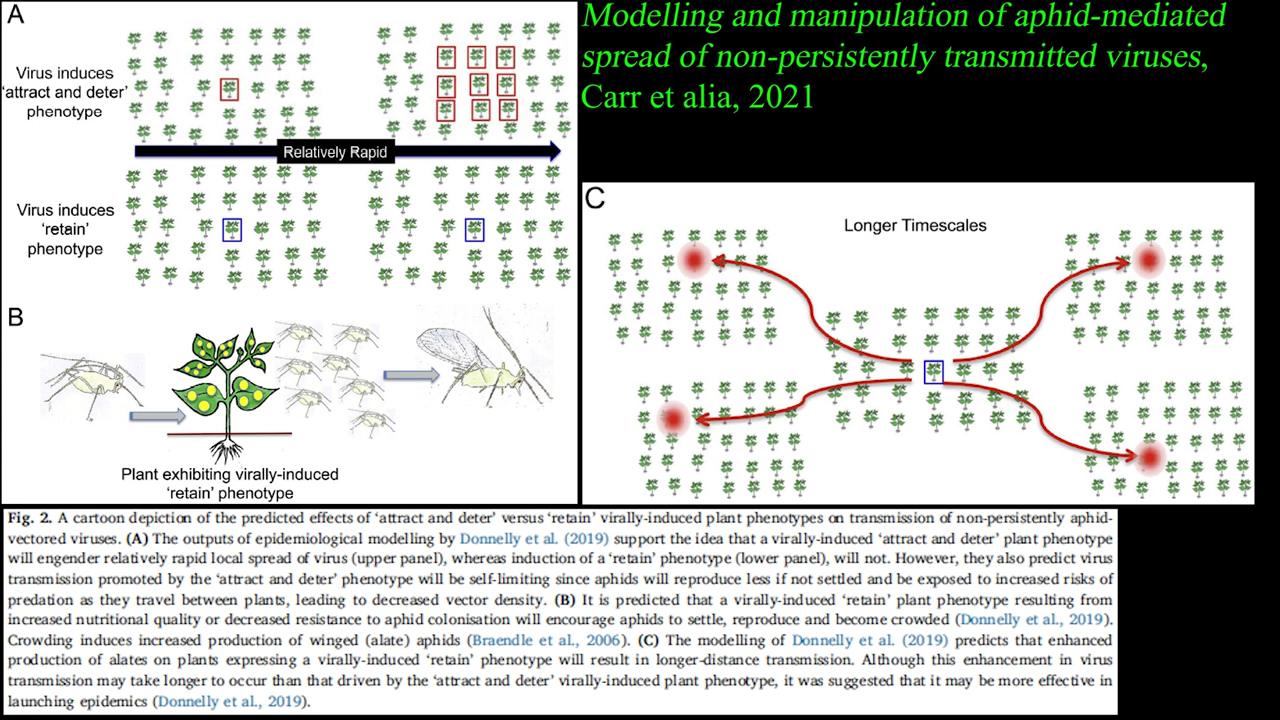 A
Virus induces
'attract and deter'
phenotype
Relatively Rapid
Virus induces
'retain'
phenotype
B
Plant exhibiting virally-induced
'retain' phenotype
Modelling and manipulation of aphid-mediated
spread of non-persistently transmitted viruses,
Carr et alia, 2021
C
Longer Timescales
Fig. 2. A cartoon depiction of the predicted effects of 'attract and deter' versus 'retain' virally-induced plant phenotypes on transmission of non-persistently aphid-
vectored viruses. (A) The outputs of epidemiological modelling by Donnelly et al. (2019) support the idea that a virally-induced 'attract and deter' plant phenotype
will engender relatively rapid local spread of virus (upper panel), whereas induction of a 'retain' phenotype (lower panel), will not. However, they also predict virus
transmission promoted by the 'attract and deter' phenotype will be self-limiting since aphids will reproduce less if not settled and be exposed to increased risks of
predation as they travel between plants, leading to decreased vector density. (B) It is predicted that a virally-induced 'retain' plant phenotype resulting from
increased nutritional quality or decreased resistance to aphid colonisation will encourage aphids to settle, reproduce and become crowded (Donnelly et al., 2019).
Crowding induces increased production of winged (alate) aphids (Braendle et al., 2006). (C) The modelling of Donnelly et al. (2019) predicts that enhanced
production of alates on plants expressing a virally-induced 'retain' phenotype will result in longer-distance transmission. Although this enhancement in virus
transmission may take longer to occur than that driven by the 'attract and deter' virally-induced plant phenotype, it was suggested that it may be more effective in
launching epidemics (Donnelly et al., 2019).